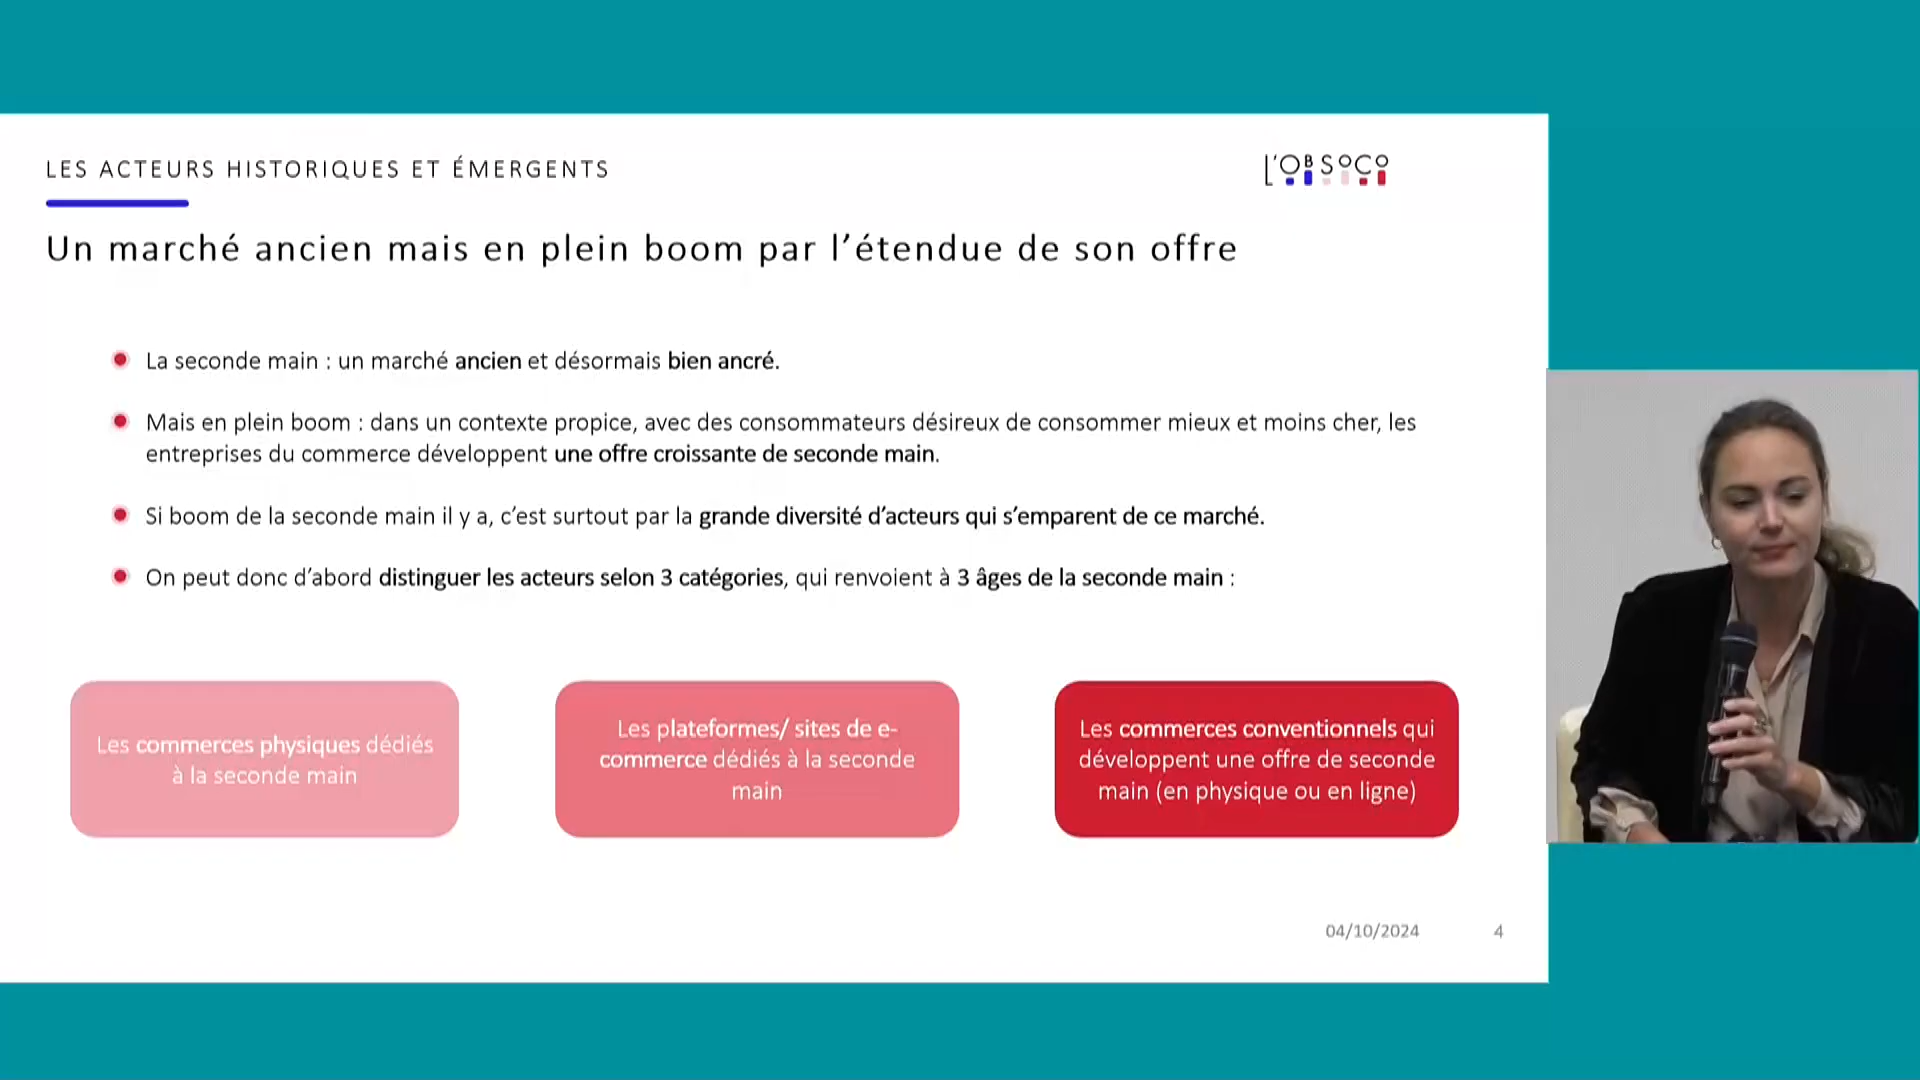 LES ACTEURS HISTORIQUES ET ÉMERGENTS
L'OBSOCO
Un marché ancien mais en plein boom par l’étendue de son offre
La seconde main : un marché ancien et désormais bien ancré.
Mais en plein boom : dans un contexte propice, avec des consommateurs désireux de consommer mieux et moins cher, les
entreprises du commerce développent une offre croissante de seconde main.
Si boom de la seconde main il y a, c’est surtout par la grande diversité d’acteurs qui s’emparent de ce marché.
On peut donc d’abord distinguer les acteurs selon 3 catégories, qui renvoient à 3 âges de la seconde main :
Les commerces physiques dédiés
à la seconde main
Les plateformes/ sites de e-
commerce dédiés à la seconde
main
Les commerces conventionnels qui
développent une offre de seconde
main (en physique ou en ligne)
04/10/2024
4